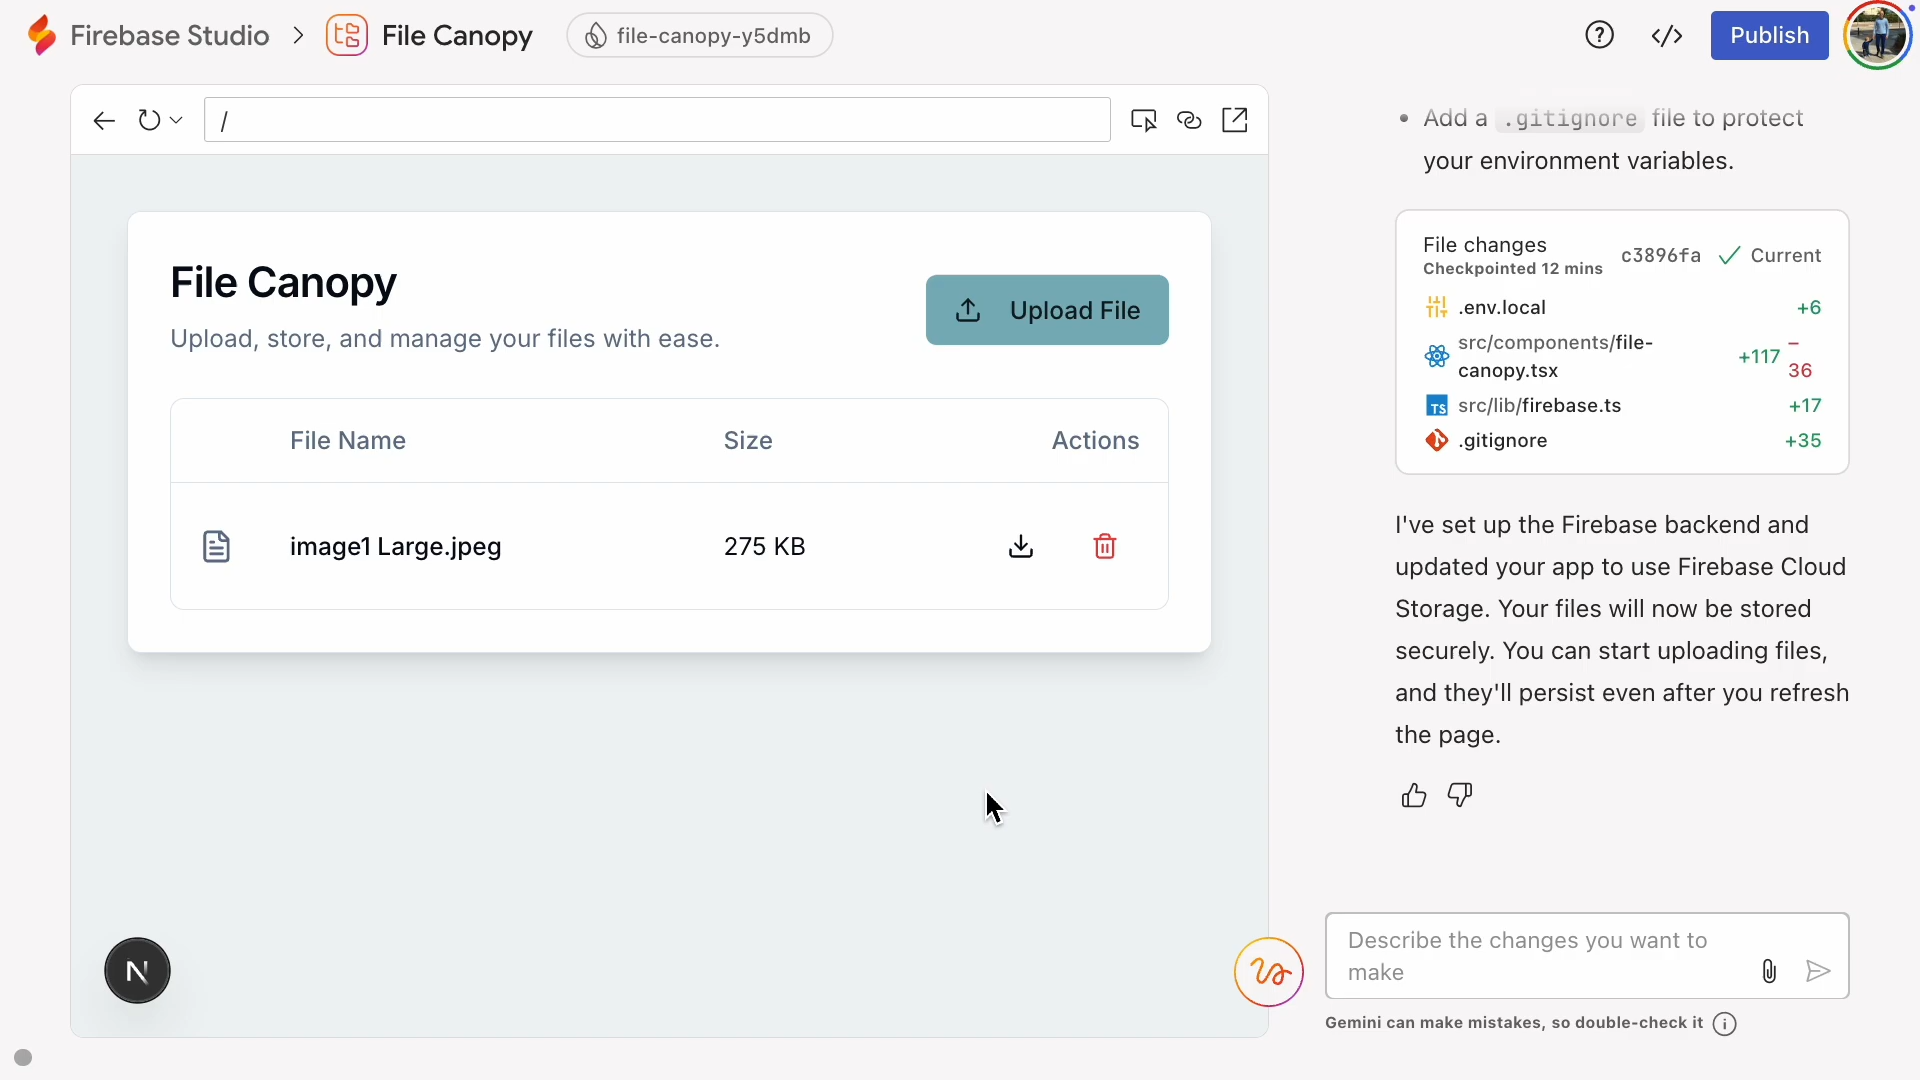 Firebase Studio > File Canopy file-canopy-y5dmb
Publish
/
File Canopy
Upload, store, and manage your files with ease.
Upload File
File Name Size Actions
image1 Large.jpeg 275 KB
N
• Add a .gitignore file to protect
your environment variables.
File changes
Checkpointed 12 mins
c3896fa ✓ Current
.env.local +6
src/components/file-
canopy.tsx
+117 –
36
TS src/lib/firebase.ts +17
.gitignore +35
I've set up the Firebase backend and
updated your app to use Firebase Cloud
Storage. Your files will now be stored
securely. You can start uploading files,
and they'll persist even after you refresh
the page.
Describe the changes you want to
make
Gemini can make mistakes, so double-check it